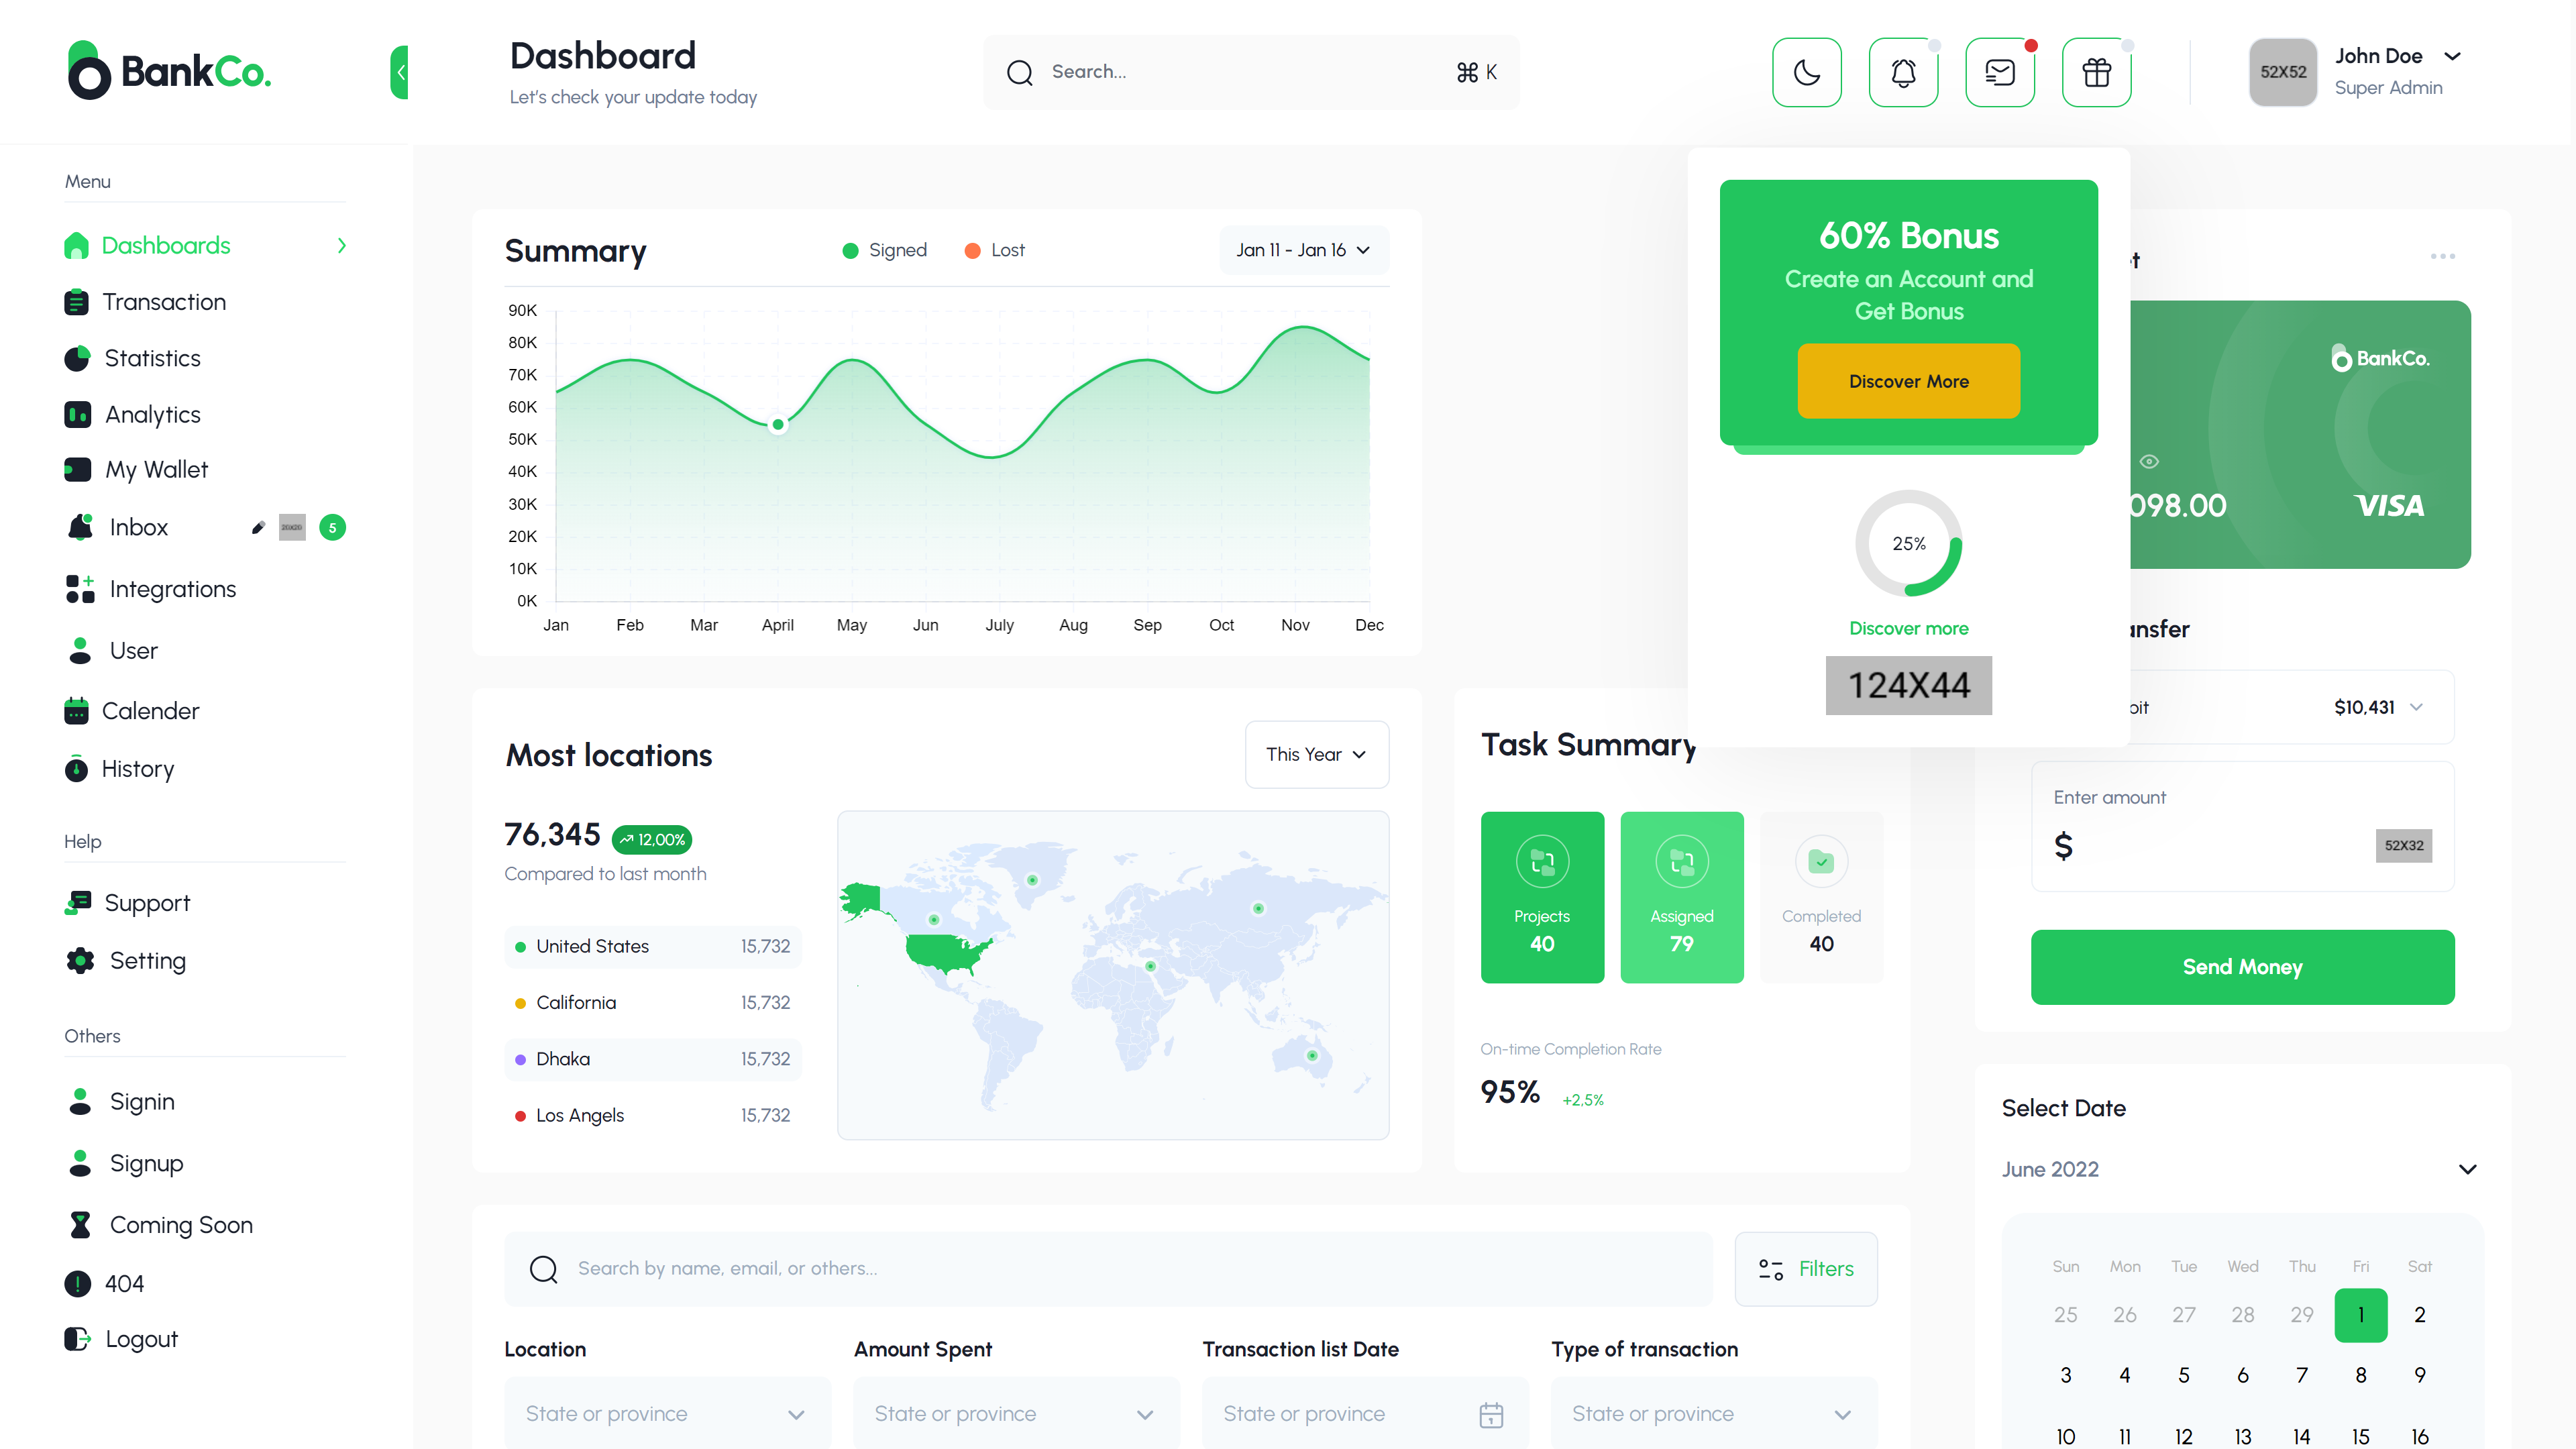 BankCo.
Dashboard
Let's check your update today
Search...
⌘ K
52X52
John Doe
Super Admin
Menu
Dashboards
Transaction
Statistics
Analytics
My Wallet
Inbox
20X20
5
Integrations
User
Calender
History
Help
Support
Setting
Others
Signin
Signup
Coming Soon
404
Logout
Summary
Signed
Lost
Jan 11 - Jan 16
90K
80K
70K
60K
50K
40K
30K
20K
10K
0K
Jan Feb Mar April May Jun July Aug Sep Oct Nov Dec
60% Bonus
Create an Account and
Get Bonus
Discover More
25%
Discover more
124X44
BankCo.
098.00
VISA
$10,431
Enter amount
$
52X32
Send Money
Most locations
This Year
76,345
12,00%
Compared to last month
United States 15,732
California 15,732
Dhaka 15,732
Los Angels 15,732
Task Summary
Projects
40
Assigned
79
Completed
40
On-time Completion Rate
95%
+2,5%
Search by name, email, or others...
Filters
Location
State or province
Amount Spent
State or province
Transaction list Date
State or province
Type of transaction
State or province
Select Date
June 2022
Sun Mon Tue Wed Thu Fri Sat
25 26 27 28 29 1 2
3 4 5 6 7 8 9
10 11 12 13 14 15 16